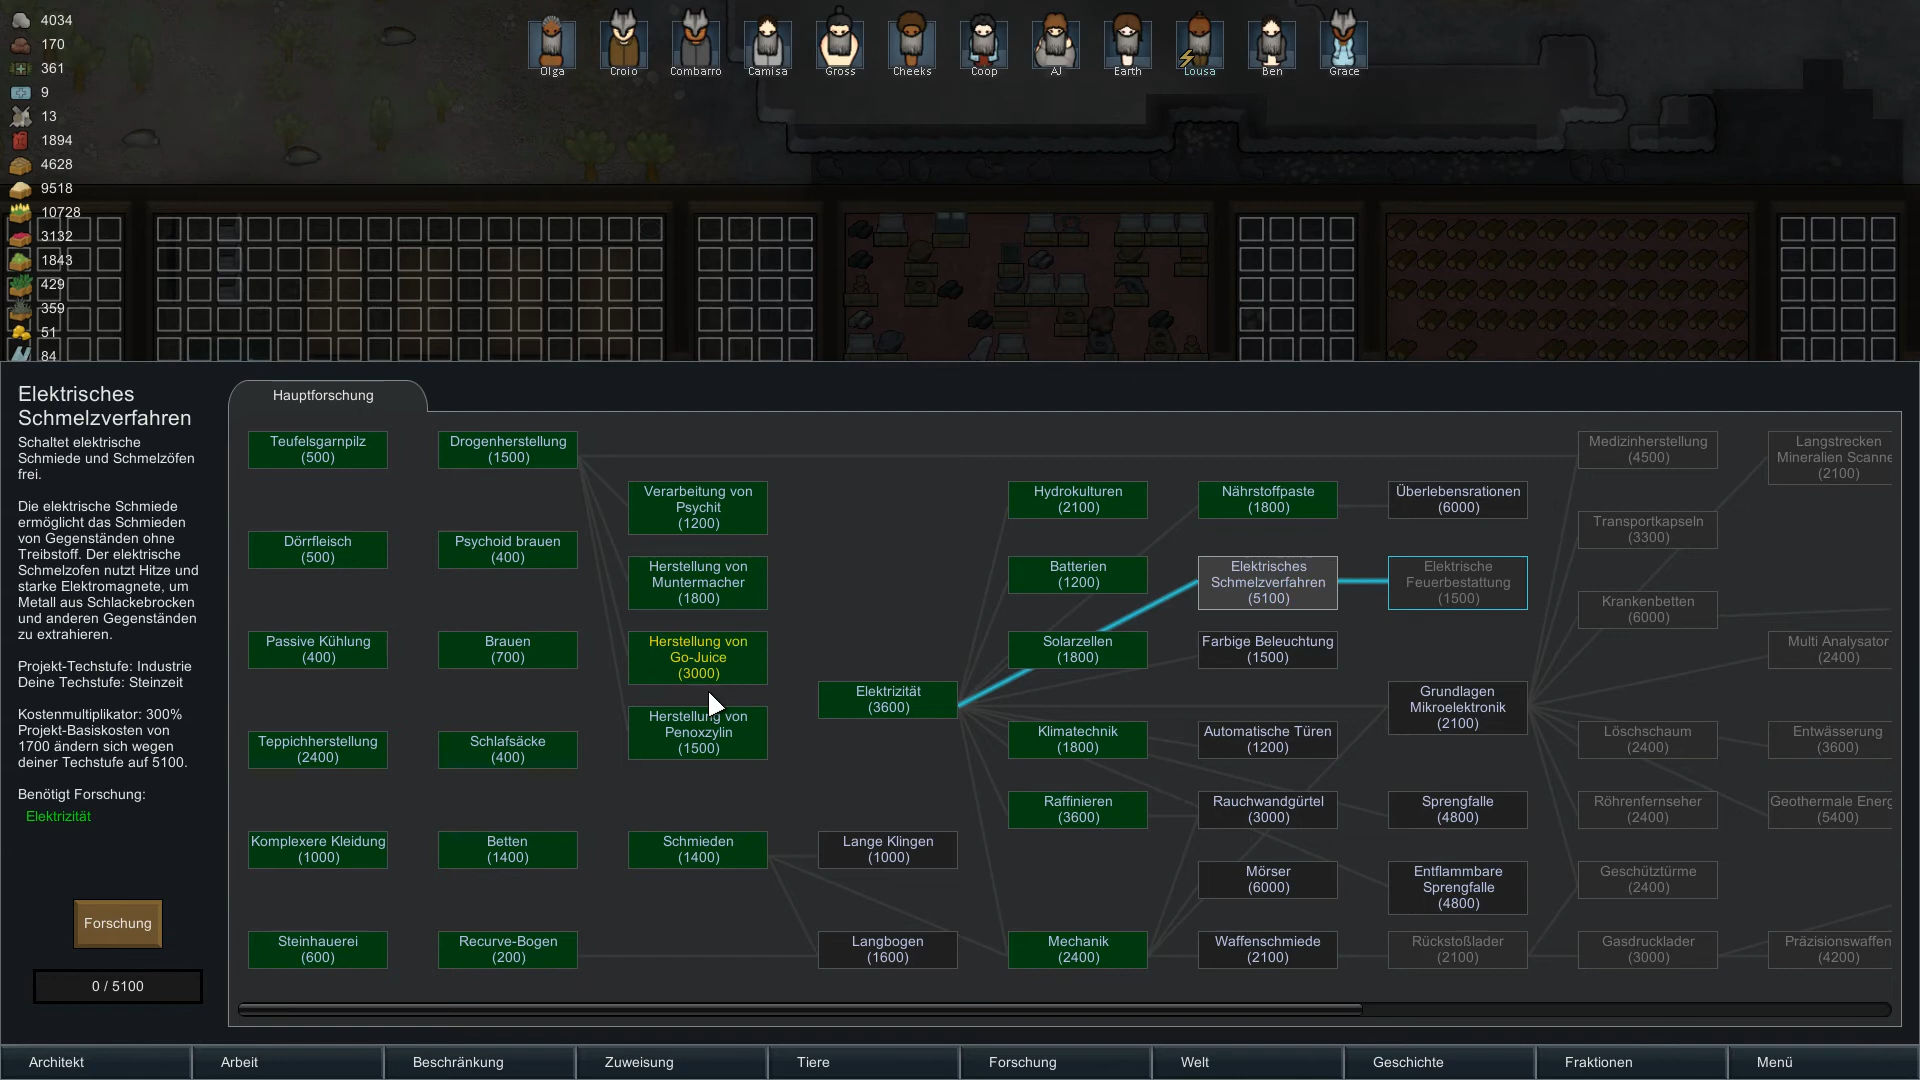 4034
170
361
9
13
1894
4628
9518
10728
3132
1843
429
359
51
84
Olga
Croio
Combarro
Camisa
Gross
Cheeks
Coop
AJ
Earth
Lousa
Ben
Grace
Elektrisches
Schmelzverfahren
Schaltet elektrische
Schmiede und Schmelzöfen
frei.
Die elektrische Schmiede
ermöglicht das Schmieden
von Gegenständen ohne
Treibstoff. Der elektrische
Schmelzofen nutzt Hitze und
starke Elektromagnete, um
Metall aus Schlackebrocken
und anderen Gegenständen
zu extrahieren.
Projekt-Techstufe: Industrie
Deine Techstufe: Steinzeit
Kostenmultiplikator: 300%
Projekt-Basiskosten von
1700 ändern sich wegen
deiner Techstufe auf 5100.
Benötigt Forschung:
Elektrizität
Forschung
0 / 5100
Hauptforschung
Teufelsgarnpilz
(500)
Dörrfleisch
(500)
Passive Kühlung
(400)
Teppichherstellung
(2400)
Komplexere Kleidung
(1000)
Steinhauerei
(600)
Drogenherstellung
(1500)
Psychoid brauen
(400)
Brauen
(700)
Schlafsäcke
(400)
Betten
(1400)
Recurve-Bogen
(200)
Verarbeitung von
Psychit
(1200)
Herstellung von
Muntermacher
(1800)
Herstellung von
Go-Juice
(3000)
Herstellung von
Penoxzylin
(1500)
Schmieden
(1400)
Elektrizität
(3600)
Lange Klingen
(1000)
Langbogen
(1600)
Hydrokulturen
(2100)
Batterien
(1200)
Solarzellen
(1800)
Klimatechnik
(1800)
Raffinieren
(3600)
Mechanik
(2400)
Nährstoffpaste
(1800)
Elektrisches
Schmelzverfahren
(5100)
Farbige Beleuchtung
(1500)
Automatische Türen
(1200)
Rauchwandgürtel
(3000)
Mörser
(6000)
Waffenschmiede
(2100)
Überlebensrationen
(6000)
Elektrische
Feuerbestattung
(1500)
Grundlagen
Mikroelektronik
(2100)
Sprengfalle
(4800)
Entflammbare
Sprengfalle
(4800)
Rückstoßlader
(2100)
Medizinherstellung
(4500)
Transportkapseln
(3300)
Krankenbetten
(6000)
Löschschaum
(2400)
Röhrenfernseher
(2400)
Geschütztürme
(2400)
Gasdrucklader
(3000)
Langstrecken
Mineralien Scanne
(2100)
Multi Analysator
(2400)
Entwässerung
(3600)
Geothermale Energ
(5400)
Präzisionswaffen
(4200)
Architekt
Arbeit
Beschränkung
Zuweisung
Tiere
Forschung
Welt
Geschichte
Fraktionen
Menü